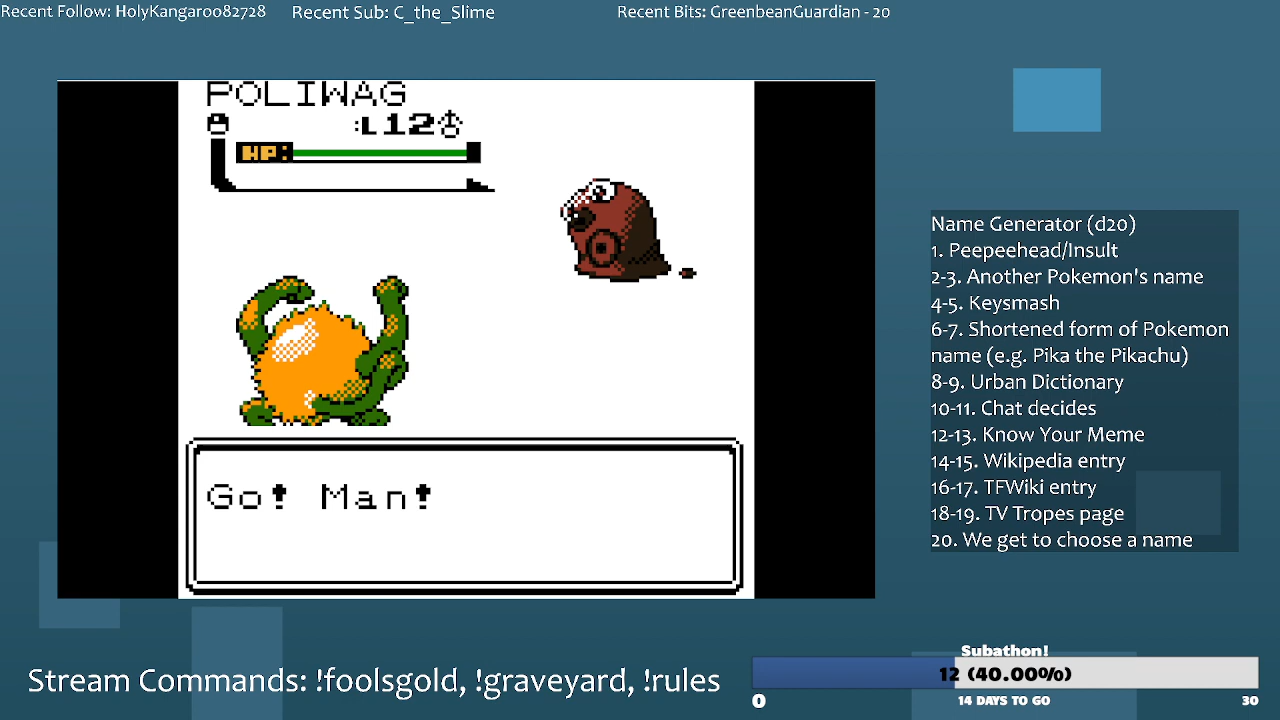 Recent Follow: HolyKangaroo82728
Recent Sub: C_the_Slime
Recent Bits: GreenbeanGuardian - 20
POLIWAG
:L12♂
HP:
Go! Man!
Name Generator (d20)
1. Peepeehead/Insult
2-3. Another Pokemon's name
4-5. Keysmash
6-7. Shortened form of Pokemon
name (e.g. Pika the Pikachu)
8-9. Urban Dictionary
10-11. Chat decides
12-13. Know Your Meme
14-15. Wikipedia entry
16-17. TFWiki entry
18-19. TV Tropes page
20. We get to choose a name
Stream Commands: !foolsgold, !graveyard, !rules
Subathon!
12 (40.00%)
0
14 DAYS TO GO
30